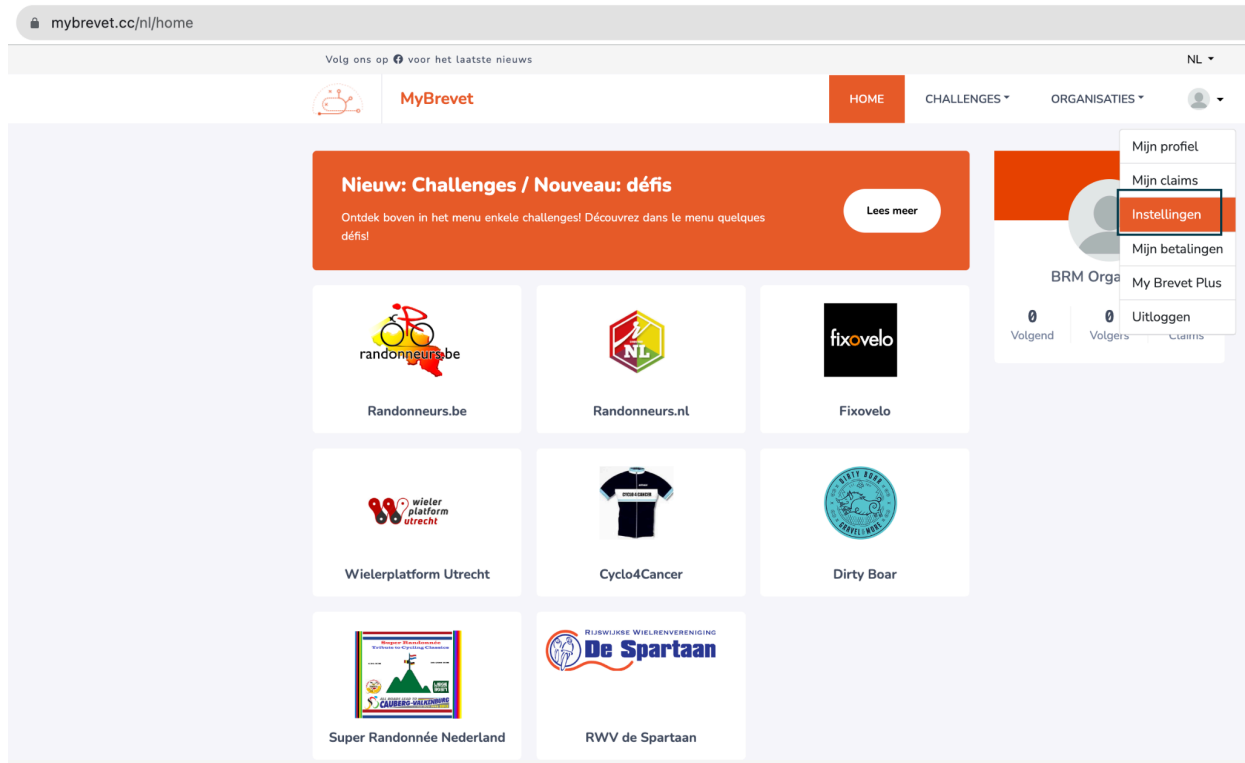 mybrevet.cc/nl/home
Volg ons op voor het laatste nieuws
NL
MyBrevet
HOME
CHALLENGES
ORGANISATIES
Mijn profiel
Mijn claims
Instellingen
Mijn betalingen
My Brevet Plus
Uitloggen
Nieuw: Challenges / Nouveau: défis
Ontdek boven in het menu enkele challenges! Découvrez dans le menu quelques
défis!
Lees meer
BRM Orga
0
0
Volgend
Volgers
Claims
randonneurs.be
Randonneurs.be
NL
Randonneurs.nl
fixovelo
Fixovelo
wieler
platform
utrecht
Wielerplatform Utrecht
CYCLO4CANCER
Cyclo4Cancer
DIRTY BOAR
GRAVEL & MORE
Dirty Boar
Super Randonnée
Tribute to Cycling Classics
CAUBERG-VALKENBURG
Super Randonnée Nederland
RIJSWIJKSE WIELRENVERENIGING
De Spartaan
RWV de Spartaan